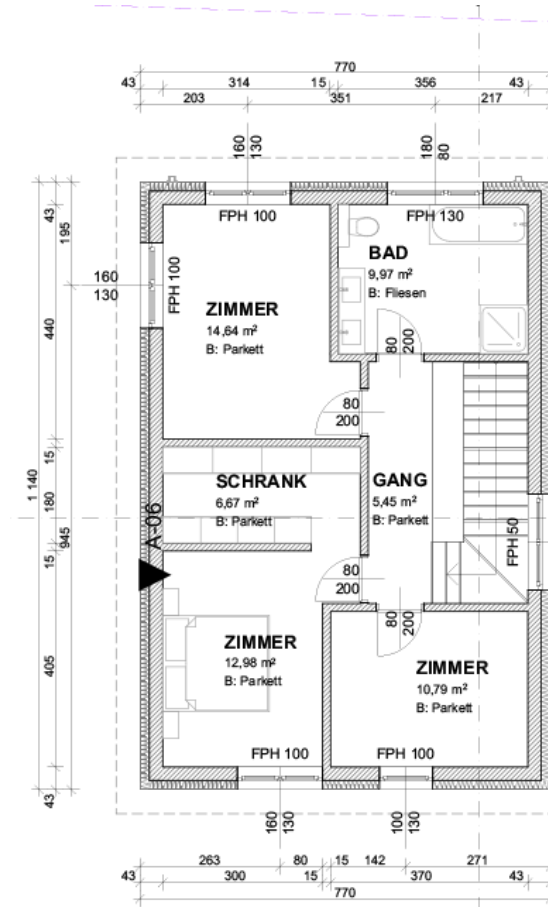 770
43 314 15 356 43
203 351 217
160
130
180
80
FPH 100
FPH 130
43
195
160
130
FPH 100
BAD
9,97 m²
B: Fliesen
ZIMMER
14,64 m²
B: Parkett
80
200
440
80
200
15
1 140
180
945
15
SCHRANK
6,67 m²
B: Parkett
GANG
5,45 m²
B: Parkett
A-06
FPH 50
80
200
80
200
405
ZIMMER
12,98 m²
B: Parkett
ZIMMER
10,79 m²
B: Parkett
FPH 100
FPH 100
43
160
130
100
130
263 80 15 142 271
43 300 15 370 43
770